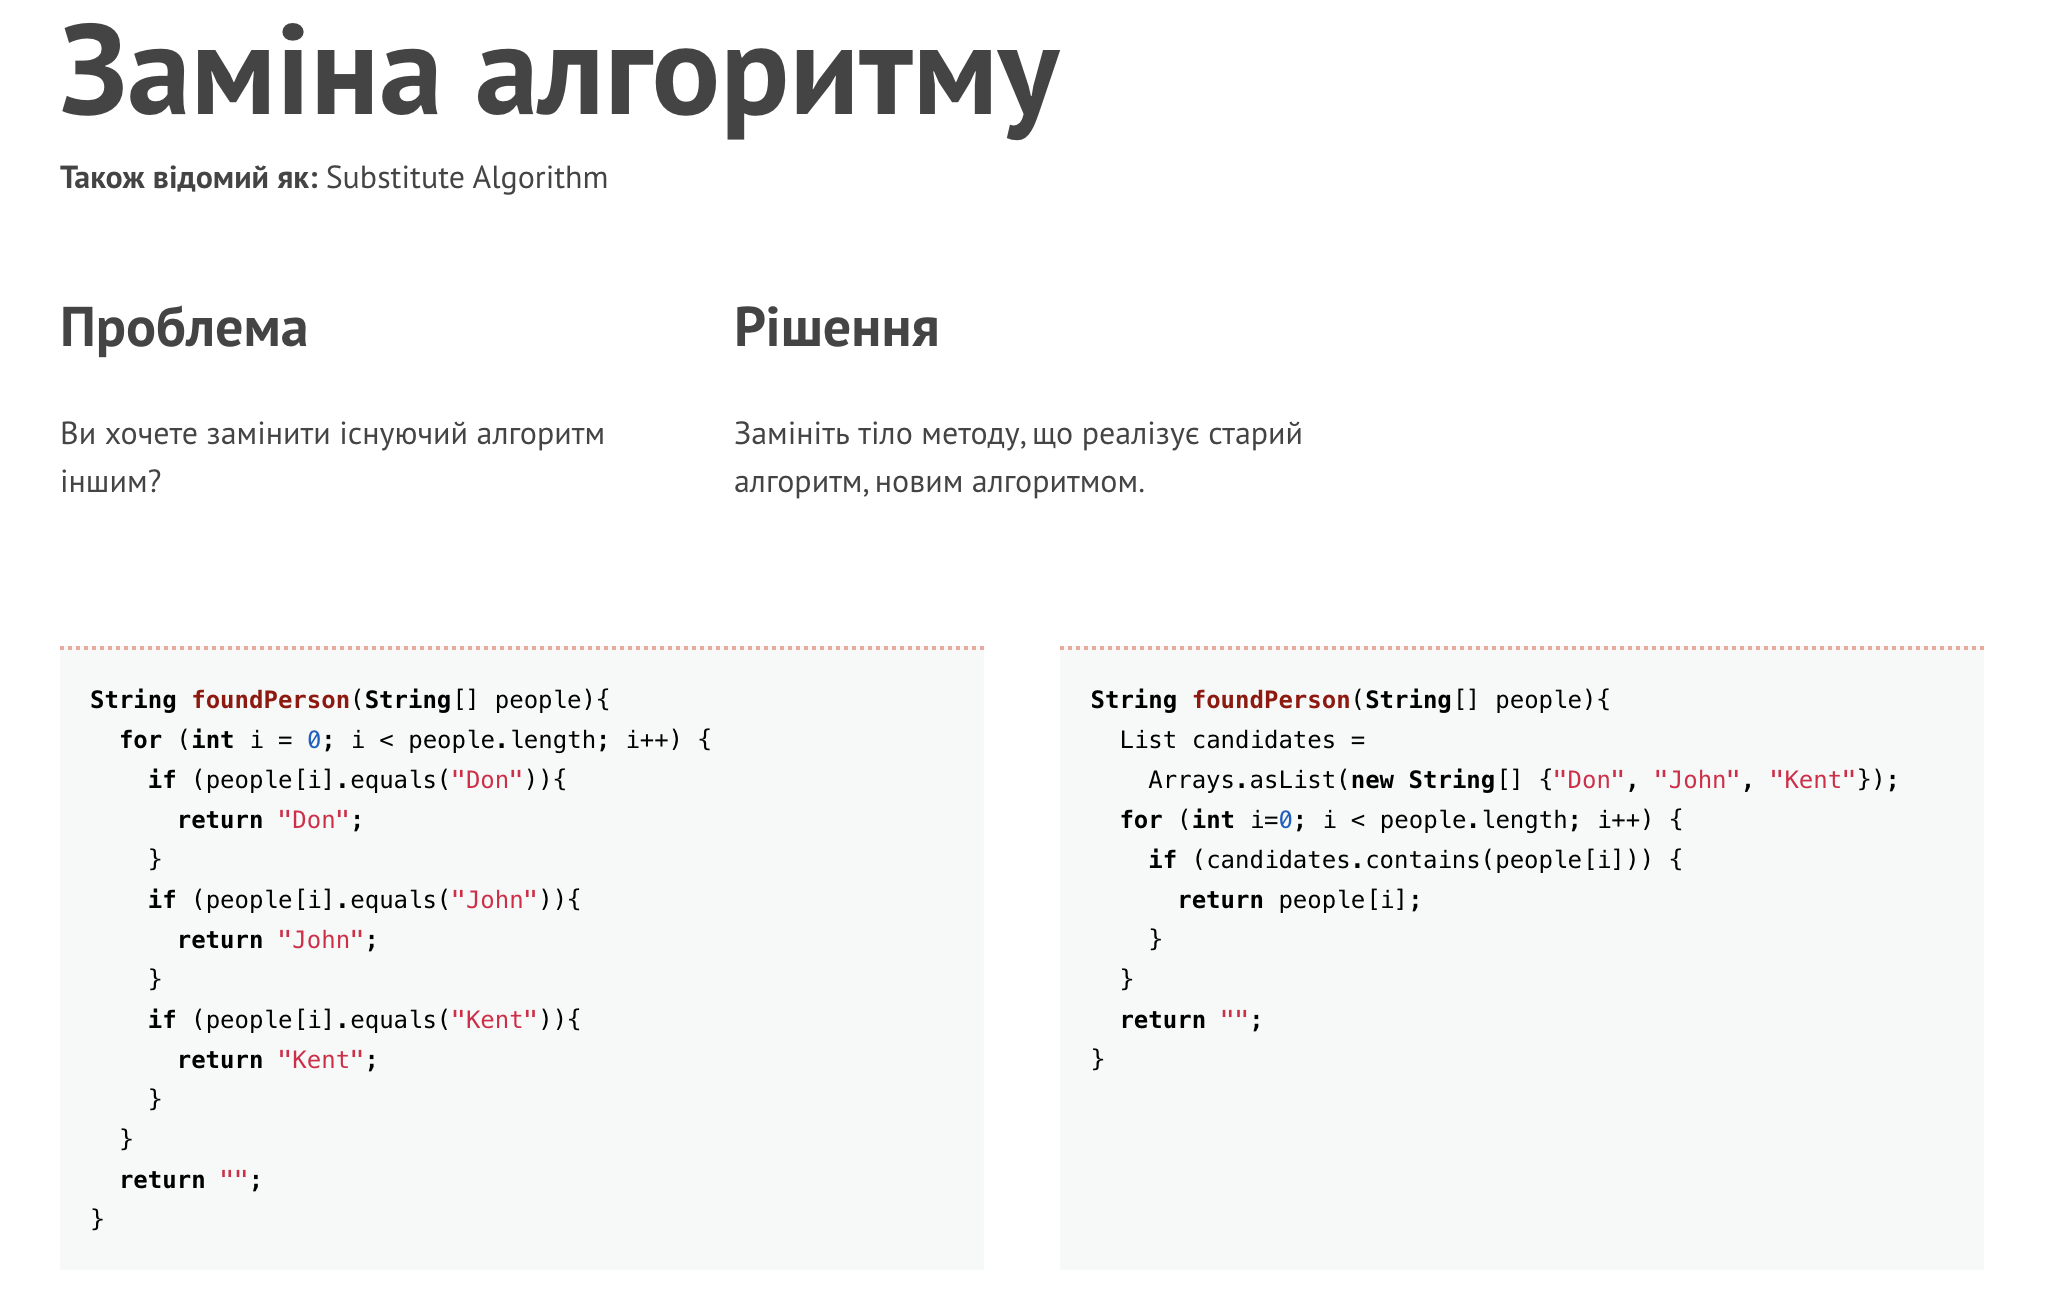 Заміна алгоритму
Також відомий як: Substitute Algorithm
Проблема
Ви хочете замінити існуючий алгоритм
іншим?
Рішення
Замініть тіло методу, що реалізує старий
алгоритм, новим алгоритмом.
String foundPerson(String[] people){
  for (int i = 0; i < people.length; i++) {
    if (people[i].equals("Don")){
      return "Don";
    }
    if (people[i].equals("John")){
      return "John";
    }
    if (people[i].equals("Kent")){
      return "Kent";
    }
  }
  return "";
}
String foundPerson(String[] people){
  List candidates =
    Arrays.asList(new String[] {"Don", "John", "Kent"});
  for (int i=0; i < people.length; i++) {
    if (candidates.contains(people[i])) {
      return people[i];
    }
  }
  return "";
}